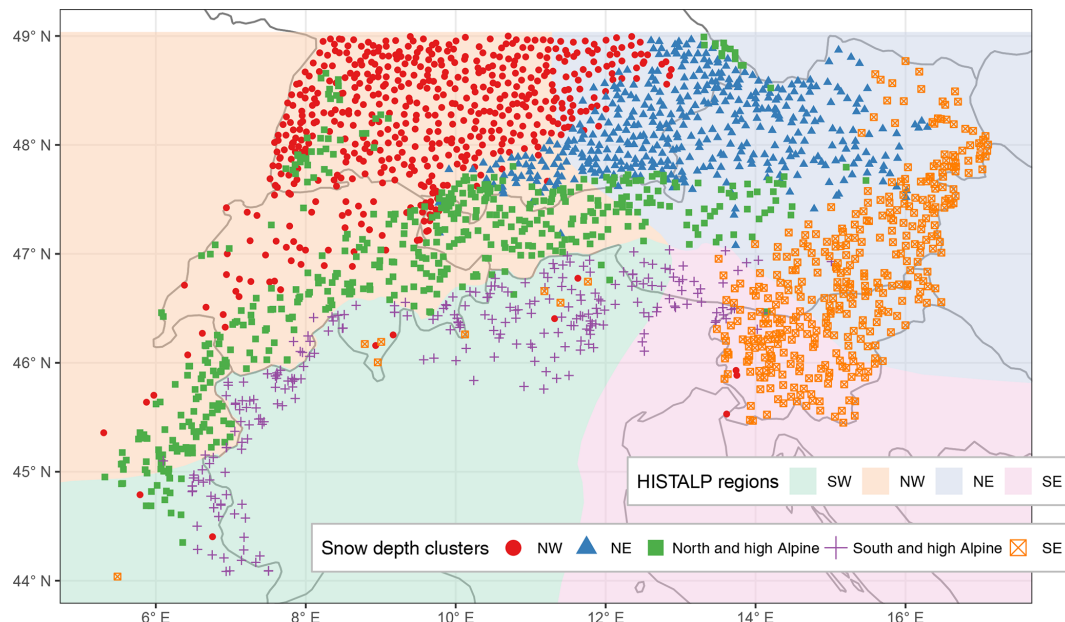 49° N
48° N
47° N
46° N
45° N
44° N
HISTALP regions SW NW NE SE
Snow depth clusters NW NE North and high Alpine South and high Alpine SE
6° E 8° E 10° E 12° E 14° E 16° E